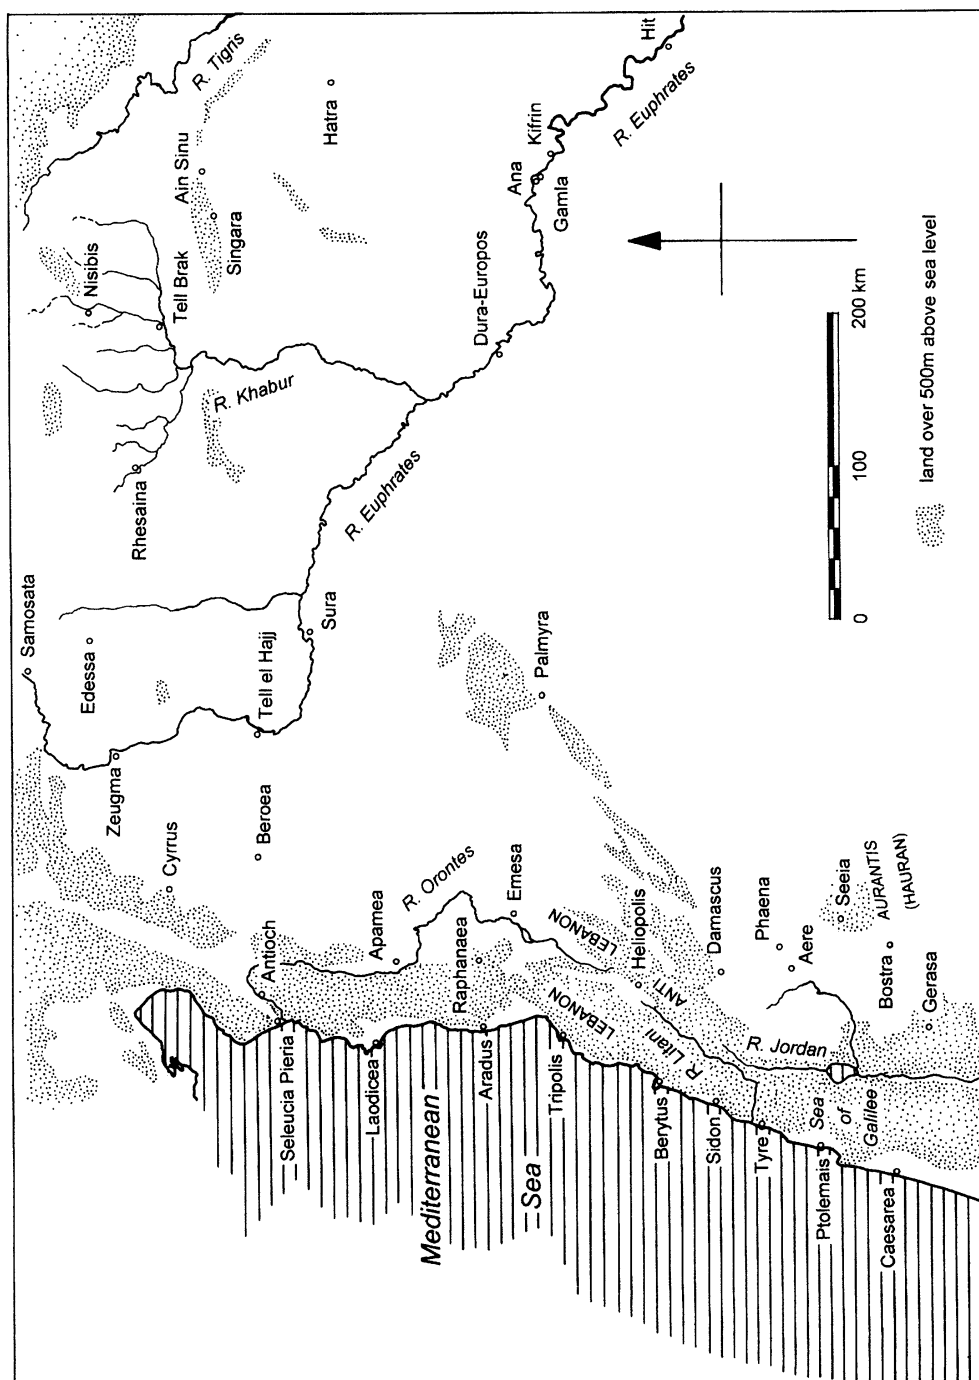 Samosata
Edessa
Zeugma
Cyrrus
Beroea
Tell el Hajj
Sura
Rhesaina
Nisibis
Tell Brak
Singara
Ain Sinu
R. Tigris
Hatra
R. Khabur
R. Euphrates
Dura-Europos
Ana
Gamla
Kifrin
R. Euphrates
Hit
Antioch
Seleucia Pieria
Laodicea
Apamea
R. Orontes
Raphanaea
Aradus
Mediterranean
Sea
Emesa
Palmyra
Tripolis
LEBANON
ANTI
LEBANON
Heliopolis
R Litani
Berytus
Sidon
Damascus
Tyre
Phaena
Aere
R. Jordan
Sea
of
Galilee
Ptolemais
Caesarea
Seeia
AURANTIS
(HAURAN)
Bostra
Gerasa
0
100
200 km
land over 500m above sea level